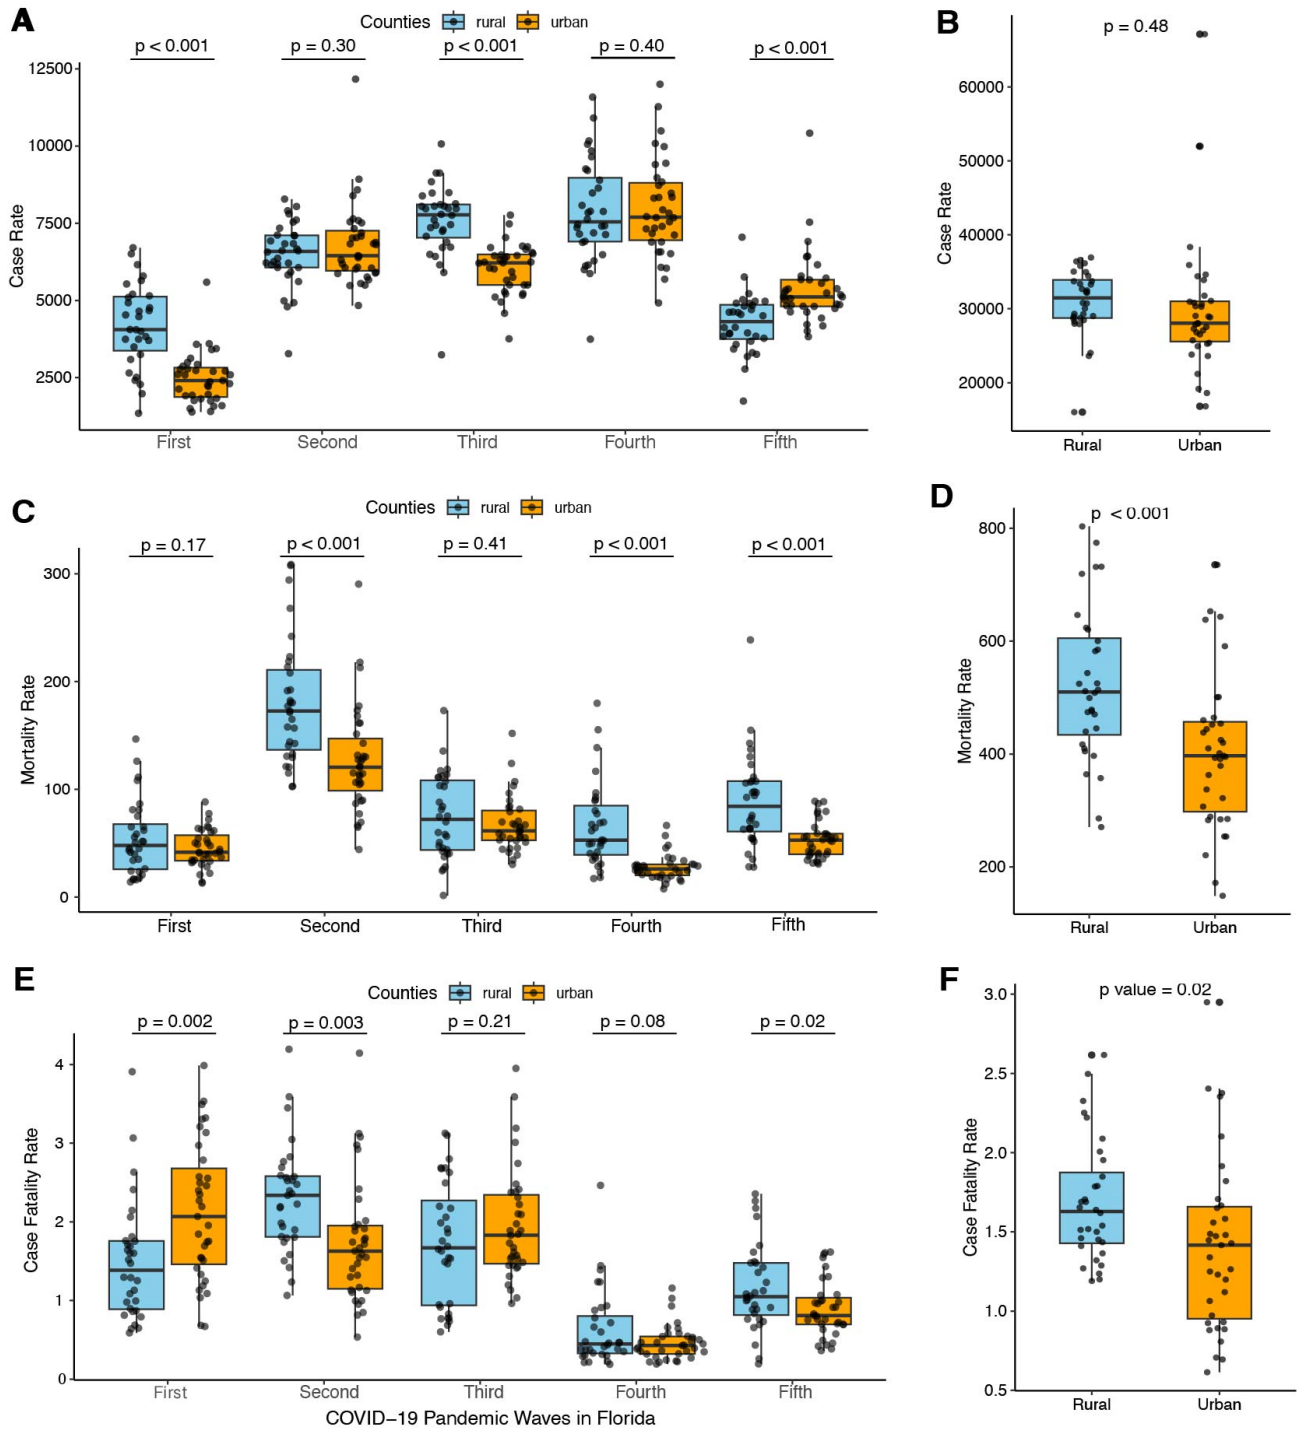 A
Counties rural urban
p < 0.001 p = 0.30 p < 0.001 p = 0.40 p < 0.001
12500
10000
7500
5000
2500
Case Rate
First Second Third Fourth Fifth
B
p = 0.48
60000
50000
40000
30000
20000
Case Rate
Rural Urban
C
Counties rural urban
p = 0.17 p < 0.001 p = 0.41 p < 0.001 p < 0.001
300
200
100
0
Mortality Rate
First Second Third Fourth Fifth
D
p < 0.001
800
600
400
200
Mortality Rate
Rural Urban
E
Counties rural urban
p = 0.002 p = 0.003 p = 0.21 p = 0.08 p = 0.02
4
3
2
1
0
Case Fatality Rate
First Second Third Fourth Fifth
COVID−19 Pandemic Waves in Florida
F
p value = 0.02
3.0
2.5
2.0
1.5
1.0
0.5
Case Fatality Rate
Rural Urban